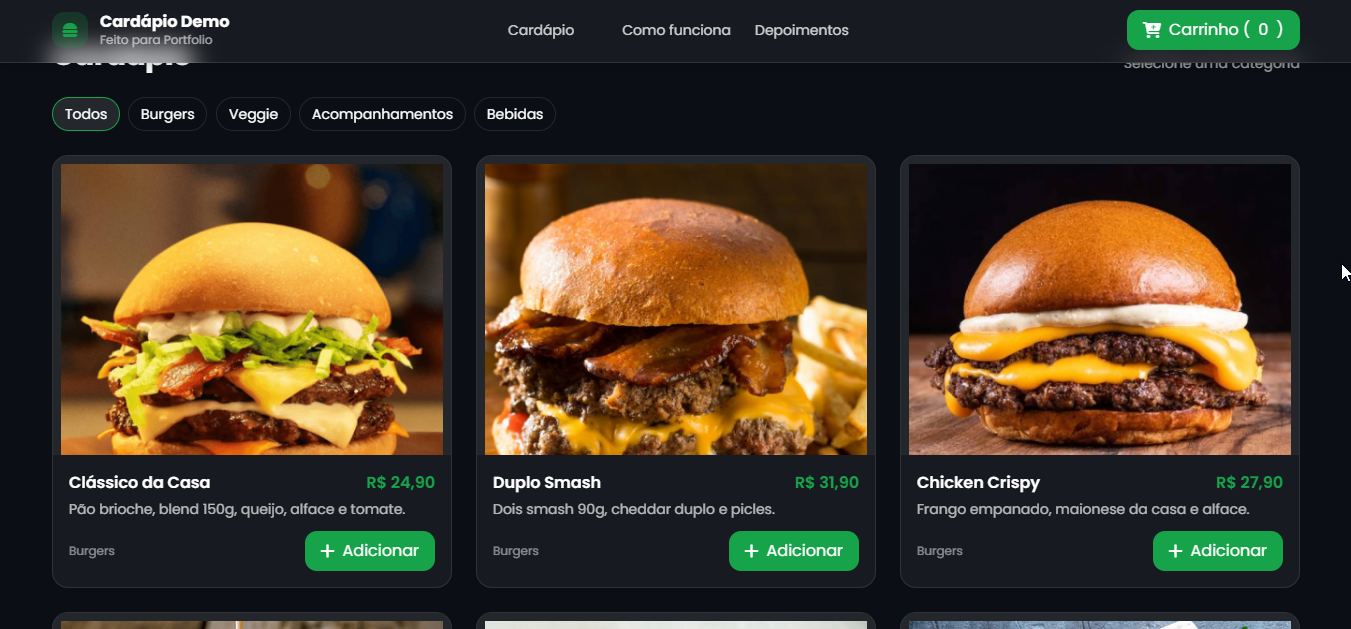 Cardápio Demo
Feito para Portfolio
Cardápio
Como funciona
Depoimentos
Carrinho ( 0 )
Cardápio
Selecione uma categoria
Todos
Burgers
Veggie
Acompanhamentos
Bebidas
Clássico da Casa
R$ 24,90
Pão brioche, blend 150g, queijo, alface e tomate.
Burgers
+ Adicionar
Duplo Smash
R$ 31,90
Dois smash 90g, cheddar duplo e picles.
Burgers
+ Adicionar
Chicken Crispy
R$ 27,90
Frango empanado, maionese da casa e alface.
Burgers
+ Adicionar